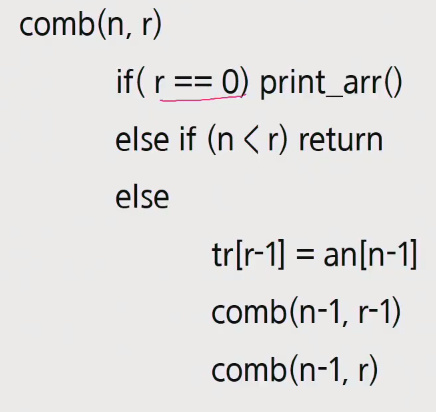 comb(n, r)
if( r == 0) print_arr()
else if (n < r) return
else
tr[r-1] = an[n-1]
comb(n-1, r-1)
comb(n-1, r)